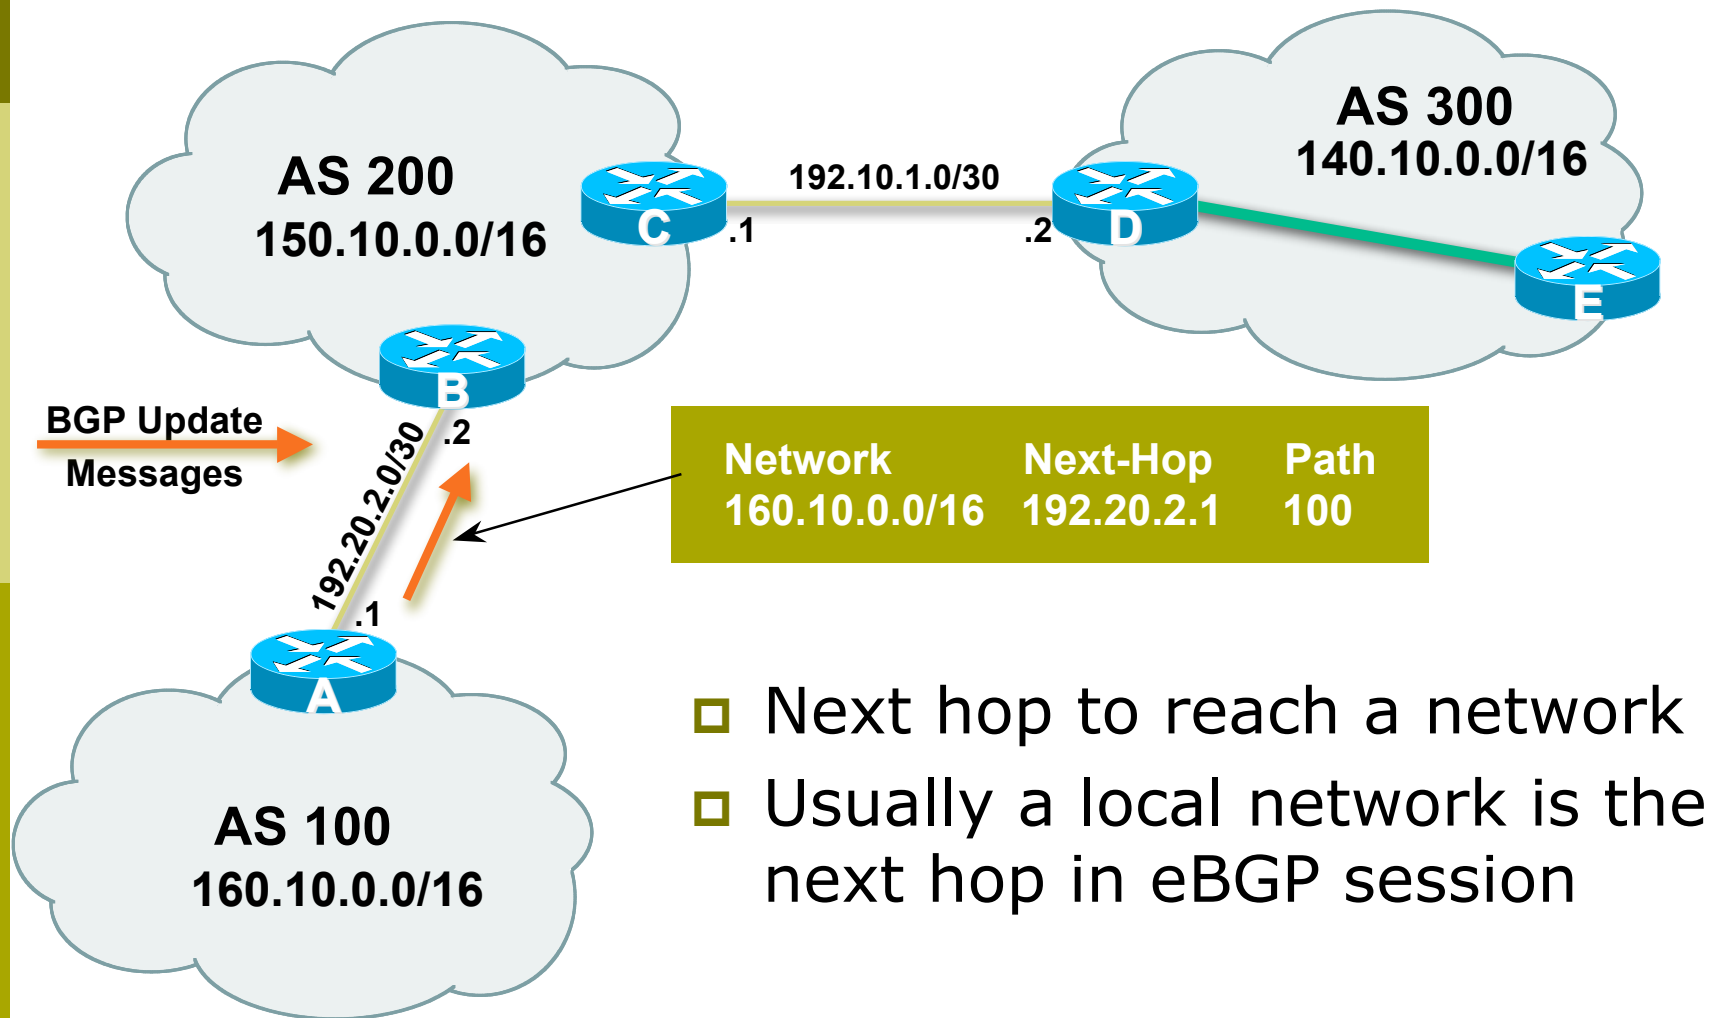 AS 200
150.10.0.0/16
C
.1
192.10.1.0/30
.2
D
AS 300
140.10.0.0/16
E
B
.2
BGP Update
Messages
192.20.2.0/30
.1
A
Network Next-Hop Path
160.10.0.0/16 192.20.2.1 100
AS 100
160.10.0.0/16
Next hop to reach a network
Usually a local network is the
next hop in eBGP session